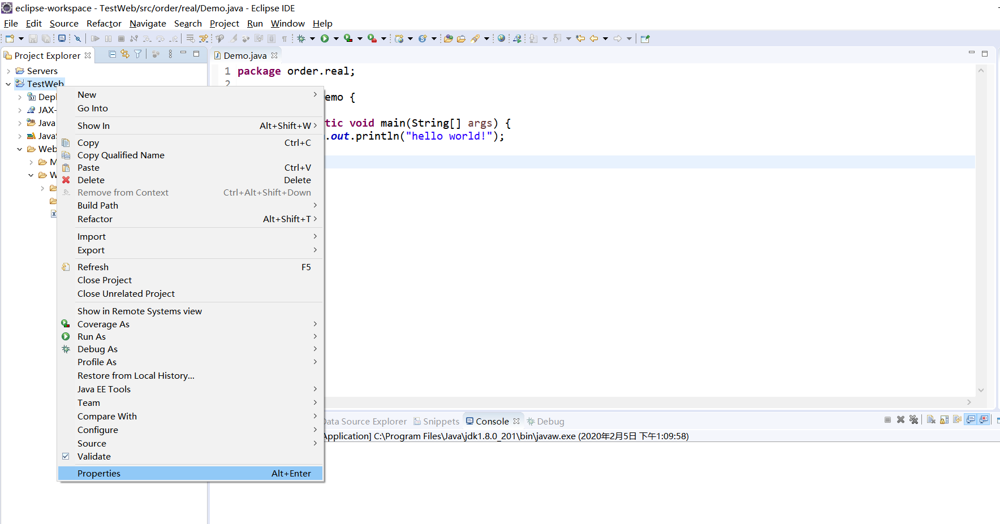 eclipse-workspace - TestWeb/src/order/real/Demo.java - Eclipse IDE
File Edit Source Refactor Navigate Search Project Run Window Help
Project Explorer
Servers
TestWeb
Depl
JAX-
Java
JavaS
Web
M
W
New
Go Into
Show In Alt+Shift+W
Copy Ctrl+C
Copy Qualified Name
Paste Ctrl+V
Delete Delete
Remove from Context Ctrl+Alt+Shift+Down
Build Path
Refactor Alt+Shift+T
Import
Export
Refresh F5
Close Project
Close Unrelated Project
Show in Remote Systems view
Coverage As
Run As
Debug As
Profile As
Restore from Local History...
Java EE Tools
Team
Compare With
Configure
Source
Validate
Properties Alt+Enter
Demo.java
1 package order.real;
2
emo {
tic void main(String[] args) {
.out.println("hello world!");
Data Source Explorer Snippets Console Debug
Application] C:\Program Files\Java\jdk1.8.0_201\bin\javaw.exe (2020年2月5日 下午1:09:58)